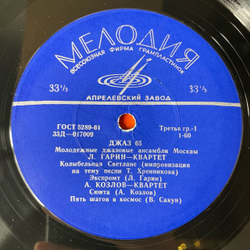 МЕЛОДИЯ
ВСЕСОЮЗНАЯ ФИРМА ГРАМПЛАСТИНОК
33⅓ 33⅓
АПРЕЛЕВСКИЙ ЗАВОД
ГОСТ 5289-61
33Д-017009
Третья гр.-1
1-60
ДЖАЗ 65
Молодежные джазовые ансамбли Москвы
Л. ГАРИН—КВАРТЕТ
Колыбельная Светлане (импровизация
на тему песни Т. Хренникова)
Экспромт (Л. Гарин)
А. КОЗЛОВ—КВАРТЕТ
Сюита (А. Козлов)
Пять шагов в космос (В. Сакун)